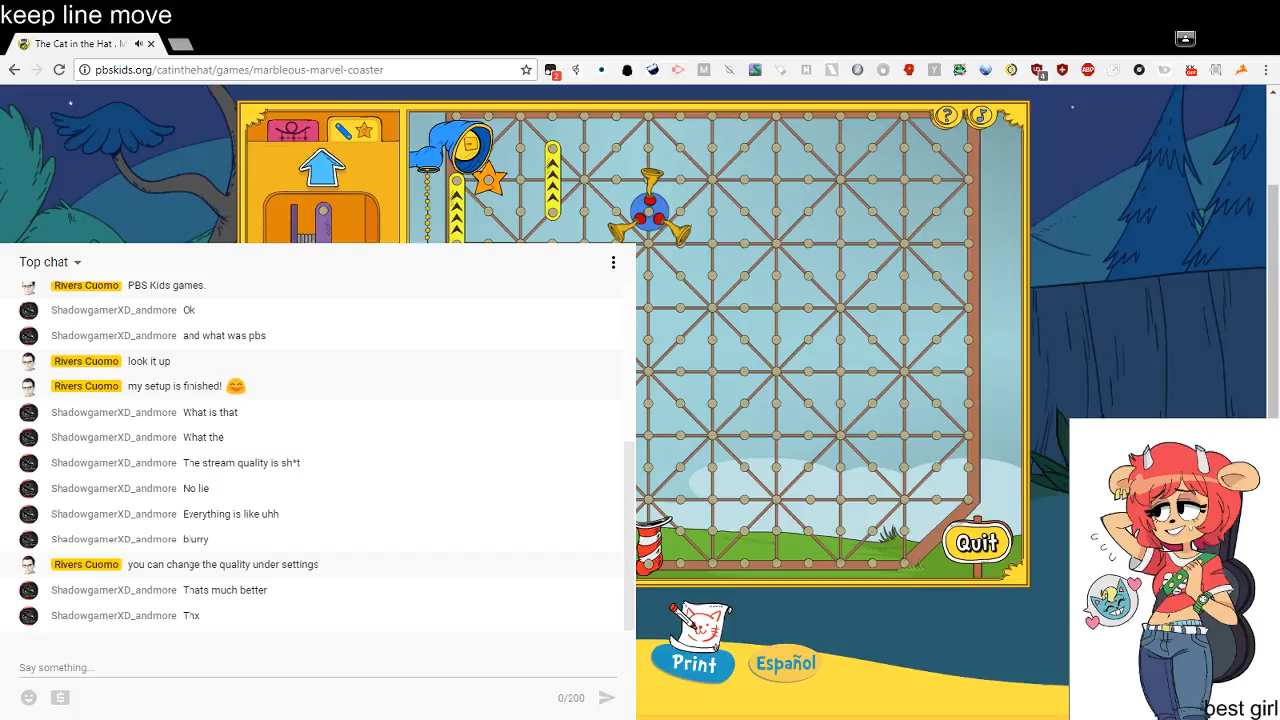 keep line move
The Cat in the Hat . M
pbskids.org/catinthehat/games/marbleous-marvel-coaster
2
4
ABP
OFF
?
Top chat
Rivers Cuomo PBS Kids games.
ShadowgamerXD_andmore Ok
ShadowgamerXD_andmore and what was pbs
Rivers Cuomo look it up
Rivers Cuomo my setup is finished!
ShadowgamerXD_andmore What is that
ShadowgamerXD_andmore What the
ShadowgamerXD_andmore The stream quality is sh*t
ShadowgamerXD_andmore No lie
ShadowgamerXD_andmore Everything is like uhh
ShadowgamerXD_andmore blurry
Rivers Cuomo you can change the quality under settings
ShadowgamerXD_andmore Thats much better
ShadowgamerXD_andmore Thx
Say something...
0/200
Quit
Print
Español
best girl